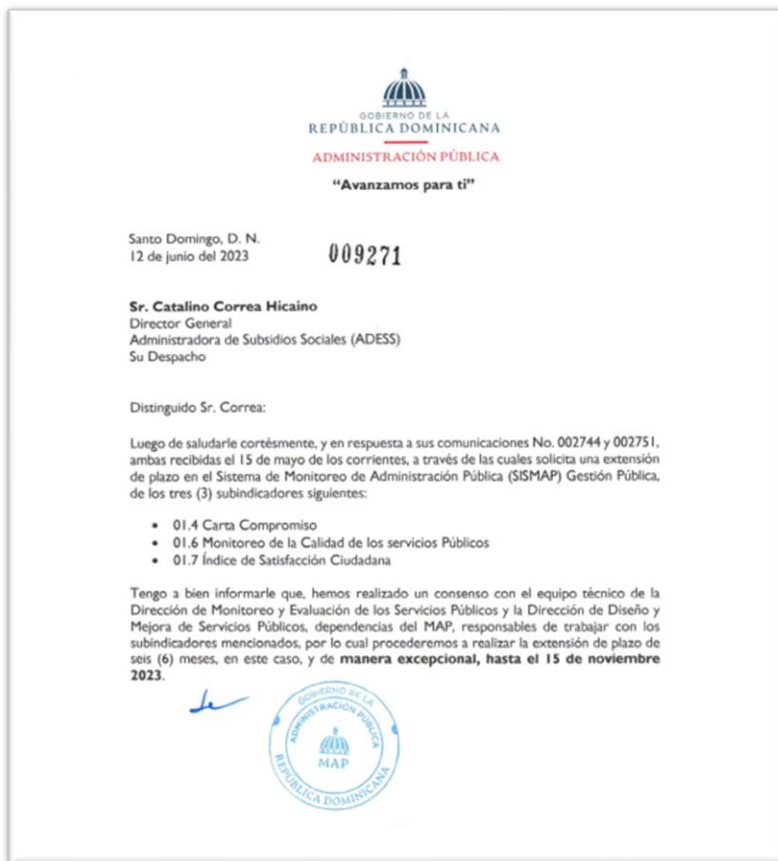 GOBIERNO DE LA
REPÚBLICA DOMINICANA
ADMINISTRACIÓN PÚBLICA
“Avanzamos para ti”
Santo Domingo, D. N.
12 de junio del 2023
009271
Sr. Catalino Correa Hicaino
Director General
Administradora de Subsidios Sociales (ADESS)
Su Despacho
Distinguido Sr. Correa:
Luego de saludarle cortésmente, y en respuesta a sus comunicaciones No. 002744 y 002751,
ambas recibidas el 15 de mayo de los corrientes, a través de las cuales solicita una extensión
de plazo en el Sistema de Monitoreo de Administración Pública (SISMAP) Gestión Pública,
de los tres (3) subindicadores siguientes:
• 01.4 Carta Compromiso
• 01.6 Monitoreo de la Calidad de los servicios Públicos
• 01.7 Índice de Satisfacción Ciudadana
Tengo a bien informarle que, hemos realizado un consenso con el equipo técnico de la
Dirección de Monitoreo y Evaluación de los Servicios Públicos y la Dirección de Diseño y
Mejora de Servicios Públicos, dependencias del MAP, responsables de trabajar con los
subindicadores mencionados, por lo cual procederemos a realizar la extensión de plazo de
seis (6) meses, en este caso, y de manera excepcional, hasta el 15 de noviembre
2023.
GOBIERNO DE LA
ADMINISTRACIÓN PÚBLICA
MAP
REPÚBLICA DOMINICANA